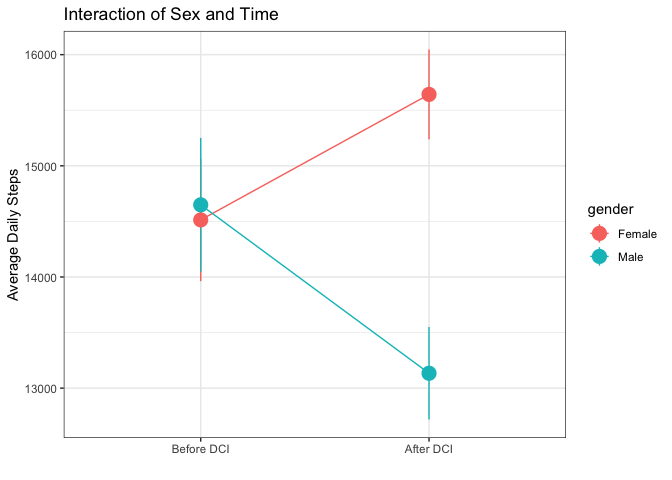 Interaction of Sex and Time
Average Daily Steps
16000
15000
14000
13000
Before DCI
After DCI
gender
Female
Male